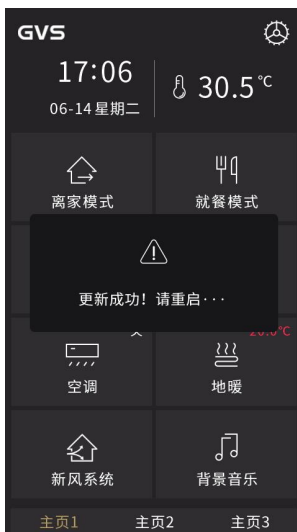 GVS
17:06
06-14 星期二
30.5℃
离家模式
就餐模式
更新成功！请重启···
空调
地暖
新风系统
背景音乐
主页1
主页2
主页3